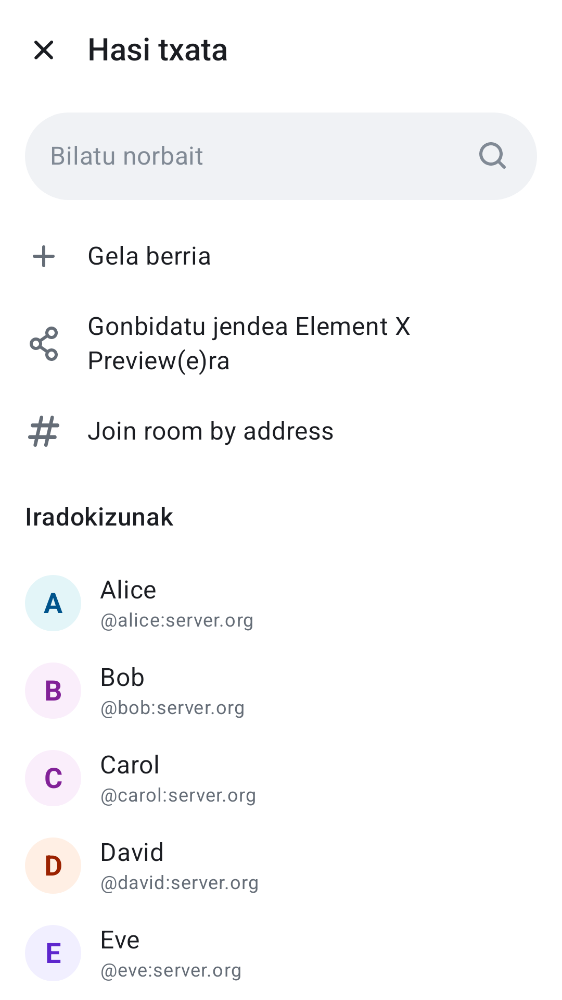 Hasi txata
Bilatu norbait
Gela berria
Gonbidatu jendea Element X
Preview(e)ra
Join room by address
Iradokizunak
A
Alice
@alice:server.org
B
Bob
@bob:server.org
C
Carol
@carol:server.org
D
David
@david:server.org
E
Eve
@eve:server.org